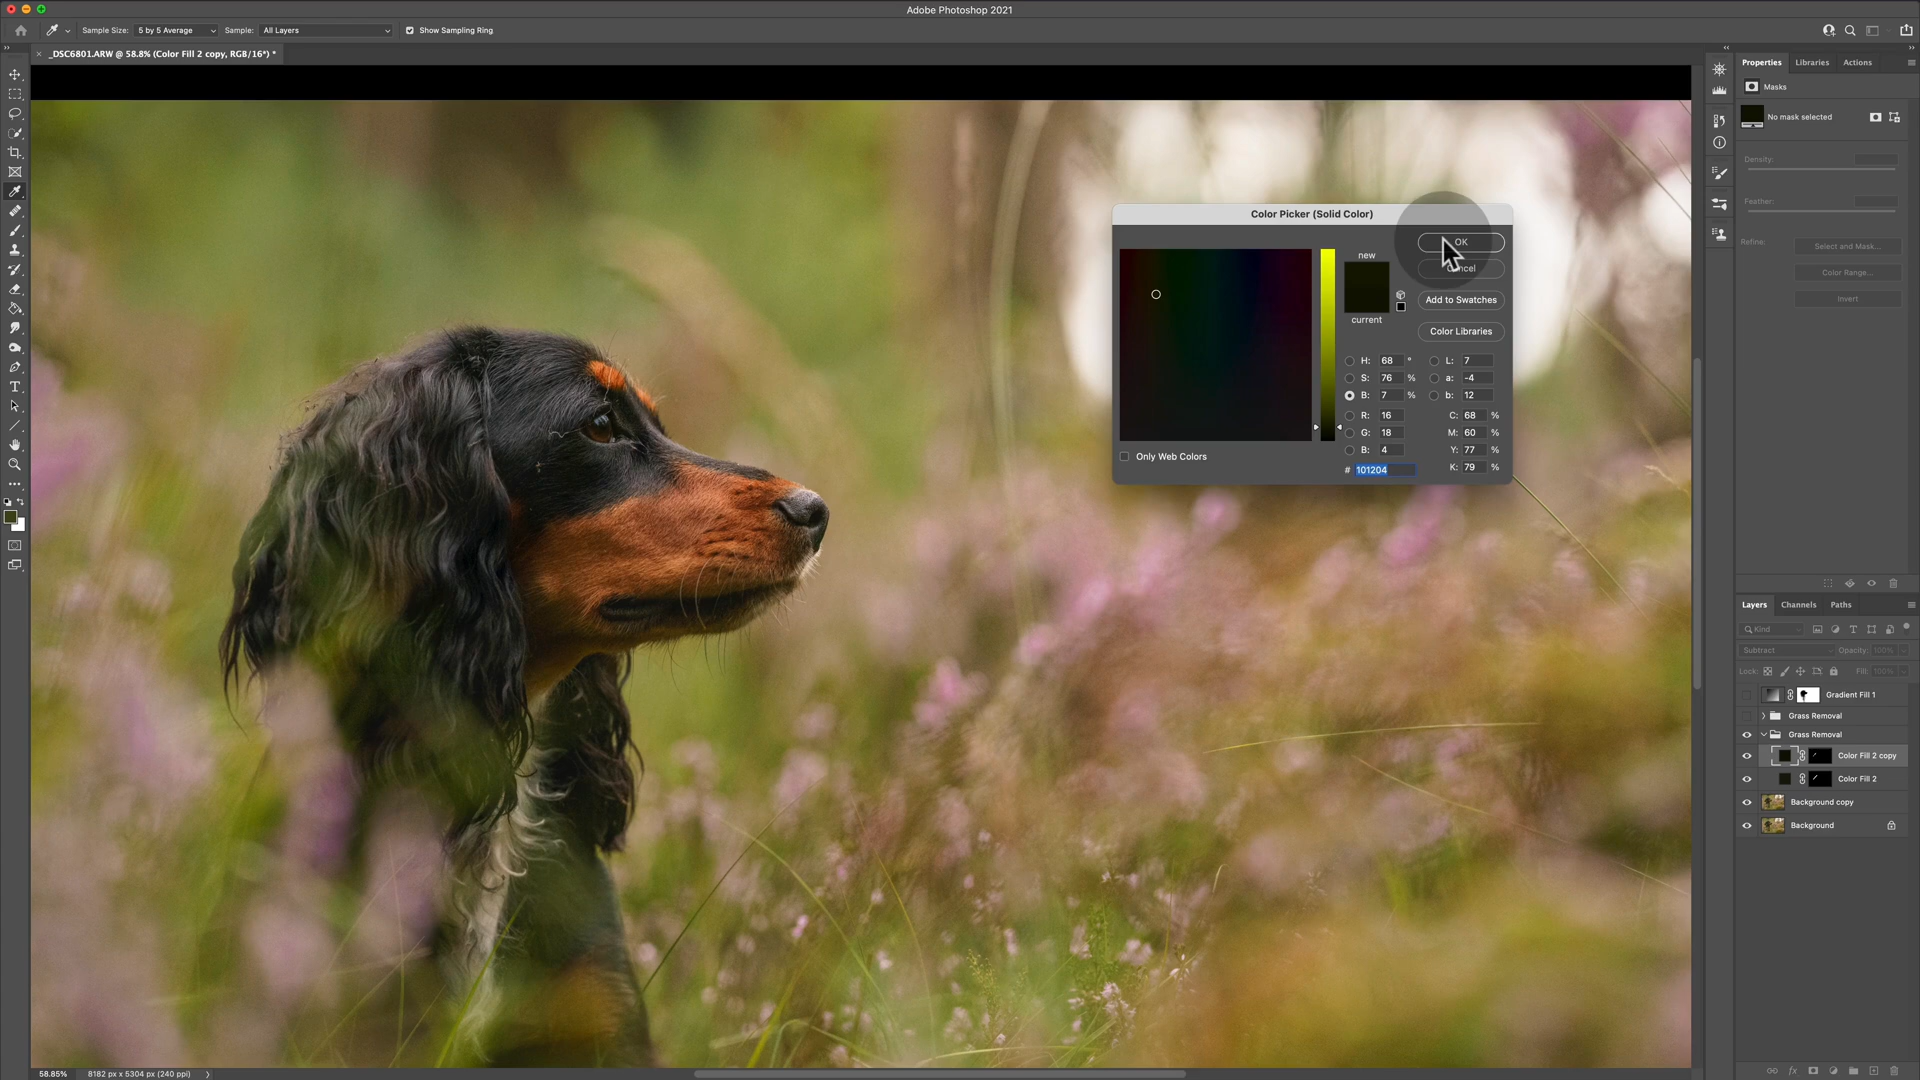 Adobe Photoshop 2021
Sample Size: 5 by 5 Average Sample: All Layers Show Sampling Ring
_DSC6801.ARW @ 58.8% (Color Fill 2 copy, RGB/16*) *
Properties Libraries Actions
Masks
No mask selected
Density:
Feather:
Refine: Select and Mask...
Color Range...
Invert
Color Picker (Solid Color)
new
OK
Cancel
Add to Swatches
current
Color Libraries
H: 68 ° L: 7
S: 76 % a: -4
B: 7 % b: 12
R: 16 C: 68 %
G: 18 M: 60 %
B: 4 Y: 77 %
# 101204 K: 79 %
Only Web Colors
Layers Channels Paths
Kind
Subtract Opacity: 100%
Lock: Fill: 100%
Gradient Fill 1
Grass Removal
Grass Removal
Color Fill 2 copy
Color Fill 2
Background copy
Background
58.85% 8182 px x 5304 px (240 ppi)